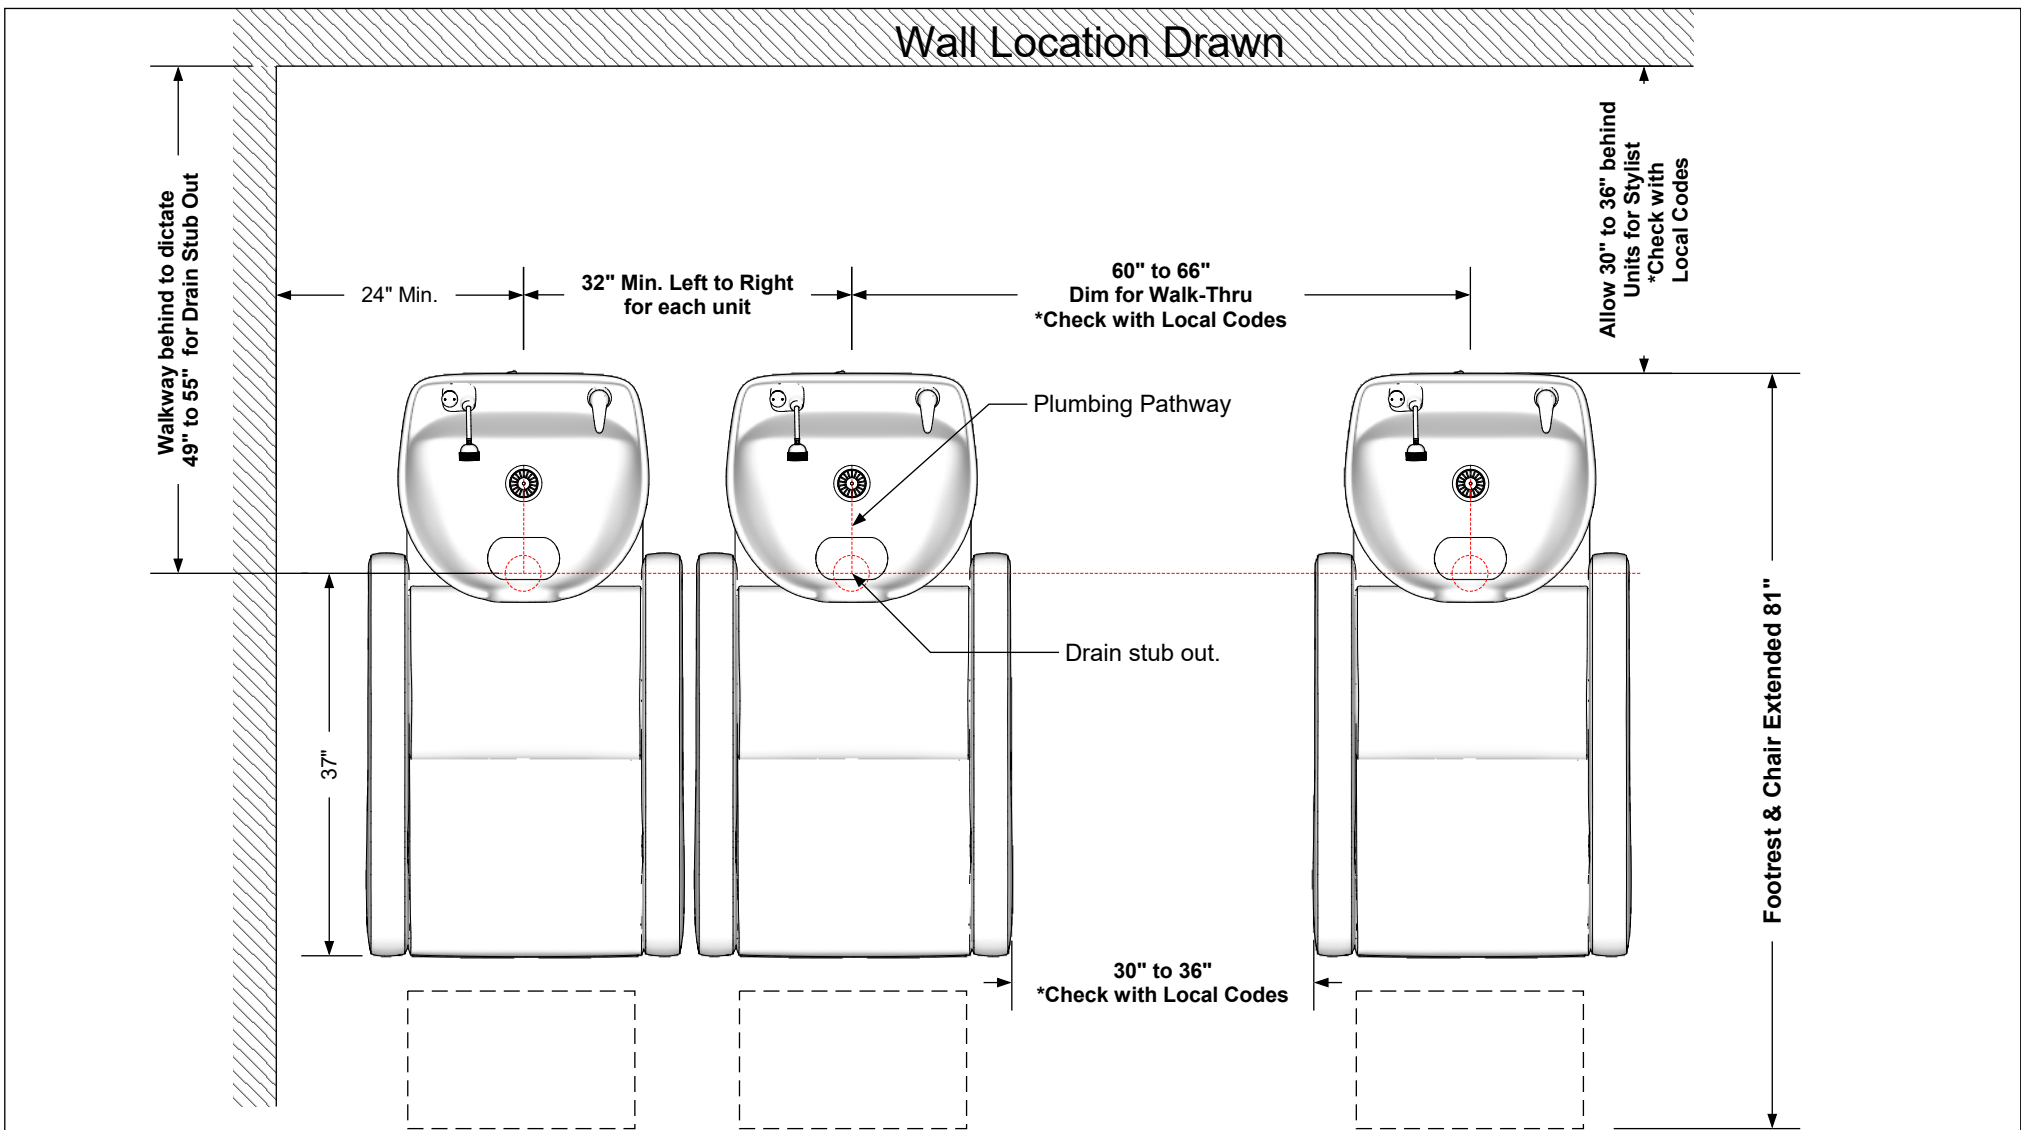 Wall Location Drawn
Walkway behind to dictate
49" to 55" for Drain Stub Out
24" Min.
32" Min. Left to Right
for each unit
60" to 66"
Dim for Walk-Thru
*Check with Local Codes
Allow 30" to 36" behind
Units for Stylist
*Check with
Local Codes
Plumbing Pathway
Drain stub out.
37"
Footrest & Chair Extended 81"
30" to 36"
*Check with Local Codes